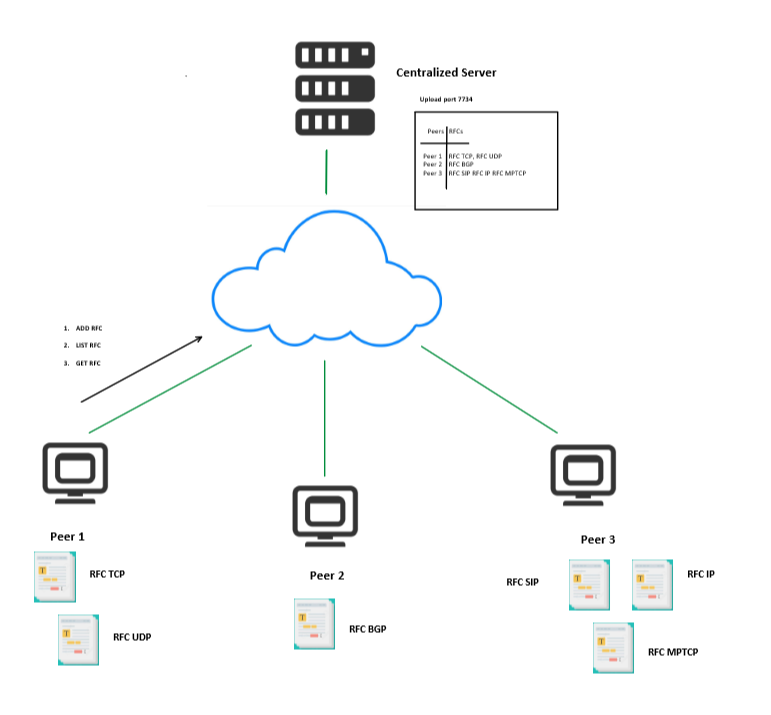 Centralized Server
Upload port 7734
Peers RFCs
Peer 1 RFC TCP, RFC UDP
Peer 2 RFC BGP
Peer 3 RFC SIP RFC IP RFC MPTCP
1. ADD RFC
2. LIST RFC
3. GET RFC
Peer 1
RFC TCP
RFC UDP
Peer 2
RFC BGP
Peer 3
RFC SIP
RFC IP
RFC MPTCP